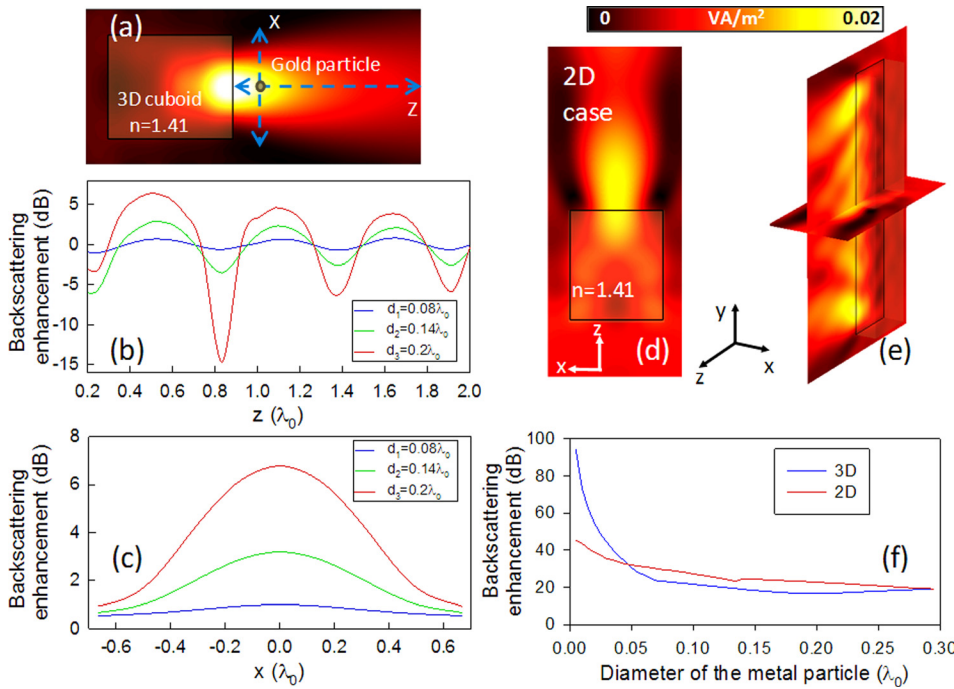 (a)
X
Gold particle
3D cuboid
n=1.41
Z
0 VA/m² 0.02
2D
case
n=1.41
z
x
(d)
y
z
x
(e)
Backscattering
enhancement (dB)
5
0
-5
-10
-15
(b)
d₁=0.08λ₀
d₂=0.14λ₀
d₃=0.2λ₀
0.2 0.4 0.6 0.8 1.0 1.2 1.4 1.6 1.8 2.0
z (λ₀)
Backscattering
enhancement (dB)
8
6
4
2
0
(c)
d₁=0.08λ₀
d₂=0.14λ₀
d₃=0.2λ₀
-0.6 -0.4 -0.2 0.0 0.2 0.4 0.6
x (λ₀)
Backscattering
enhancement (dB)
100
80
60
40
20
0
3D
2D
(f)
0.00 0.05 0.10 0.15 0.20 0.25 0.30
Diameter of the metal particle (λ₀)